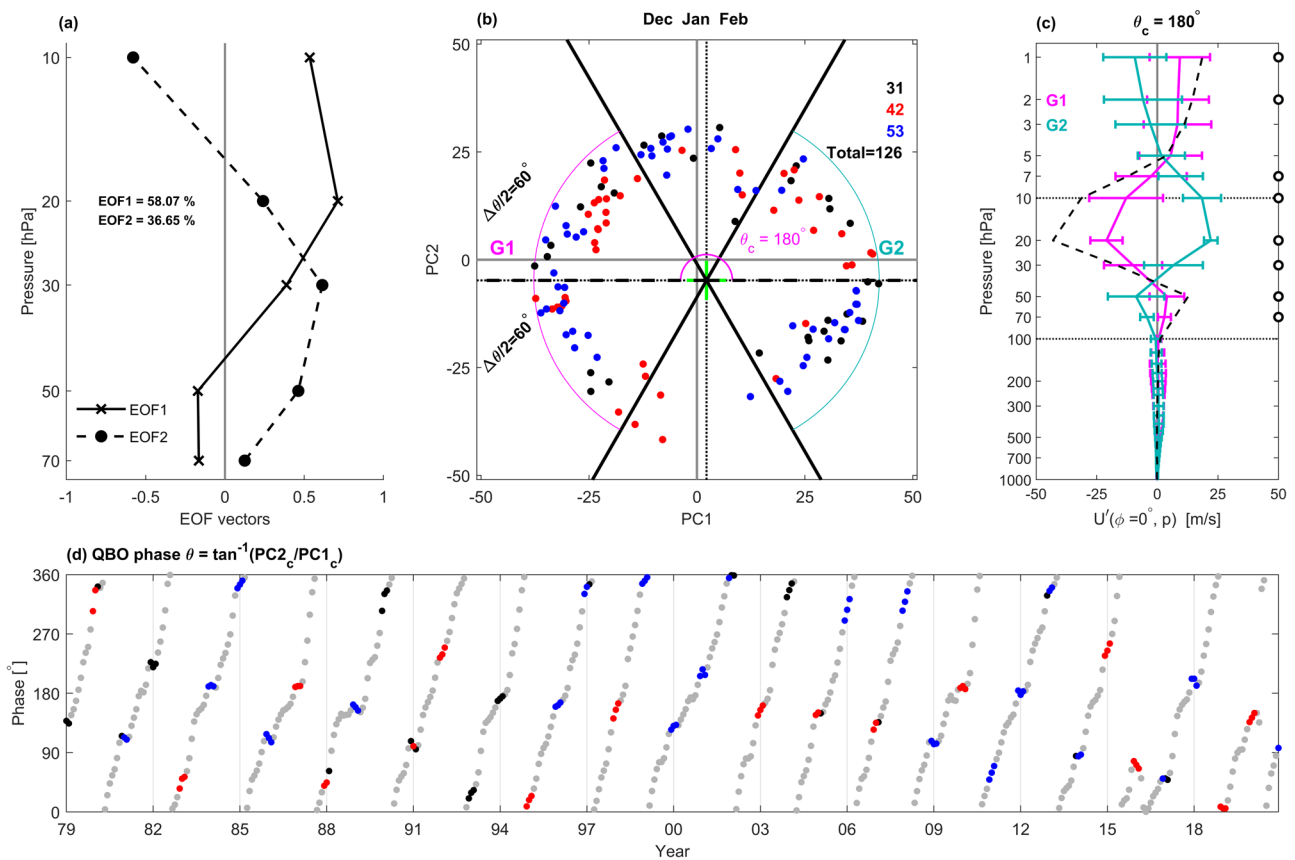 (a)
10
20
30
50
70
Pressure [hPa]
EOF1 = 58.07 %
EOF2 = 36.65 %
EOF1
EOF2
-1 -0.5 0 0.5 1
EOF vectors
(b) Dec Jan Feb
50
25
0
-25
-50
PC2
31
42
53
Total=126
Δθ/2=60°
G1
θc = 180°
G2
Δθ/2=60°
-50 -25 0 25 50
PC1
(c) θc = 180°
1
2
3
5
7
10
20
30
50
70
100
200
300
500
700
1000
Pressure [hPa]
G1
G2
-50 -25 0 25 50
U′(ϕ =0°, p) [m/s]
(d) QBO phase θ = tan-1(PC2c/PC1c)
360
270
180
90
0
Phase [°]
79 82 85 88 91 94 97 00 03 06 09 12 15 18
Year